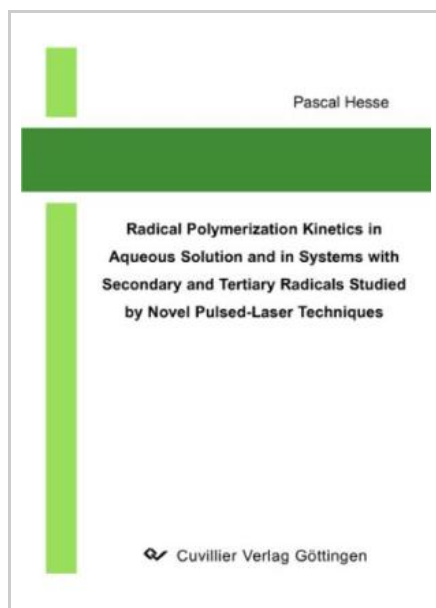 Pascal Hesse
Radical Polymerization Kinetics in
Aqueous Solution and in Systems with
Secondary and Tertiary Radicals Studied
by Novel Pulsed-Laser Techniques
Cuvillier Verlag Göttingen